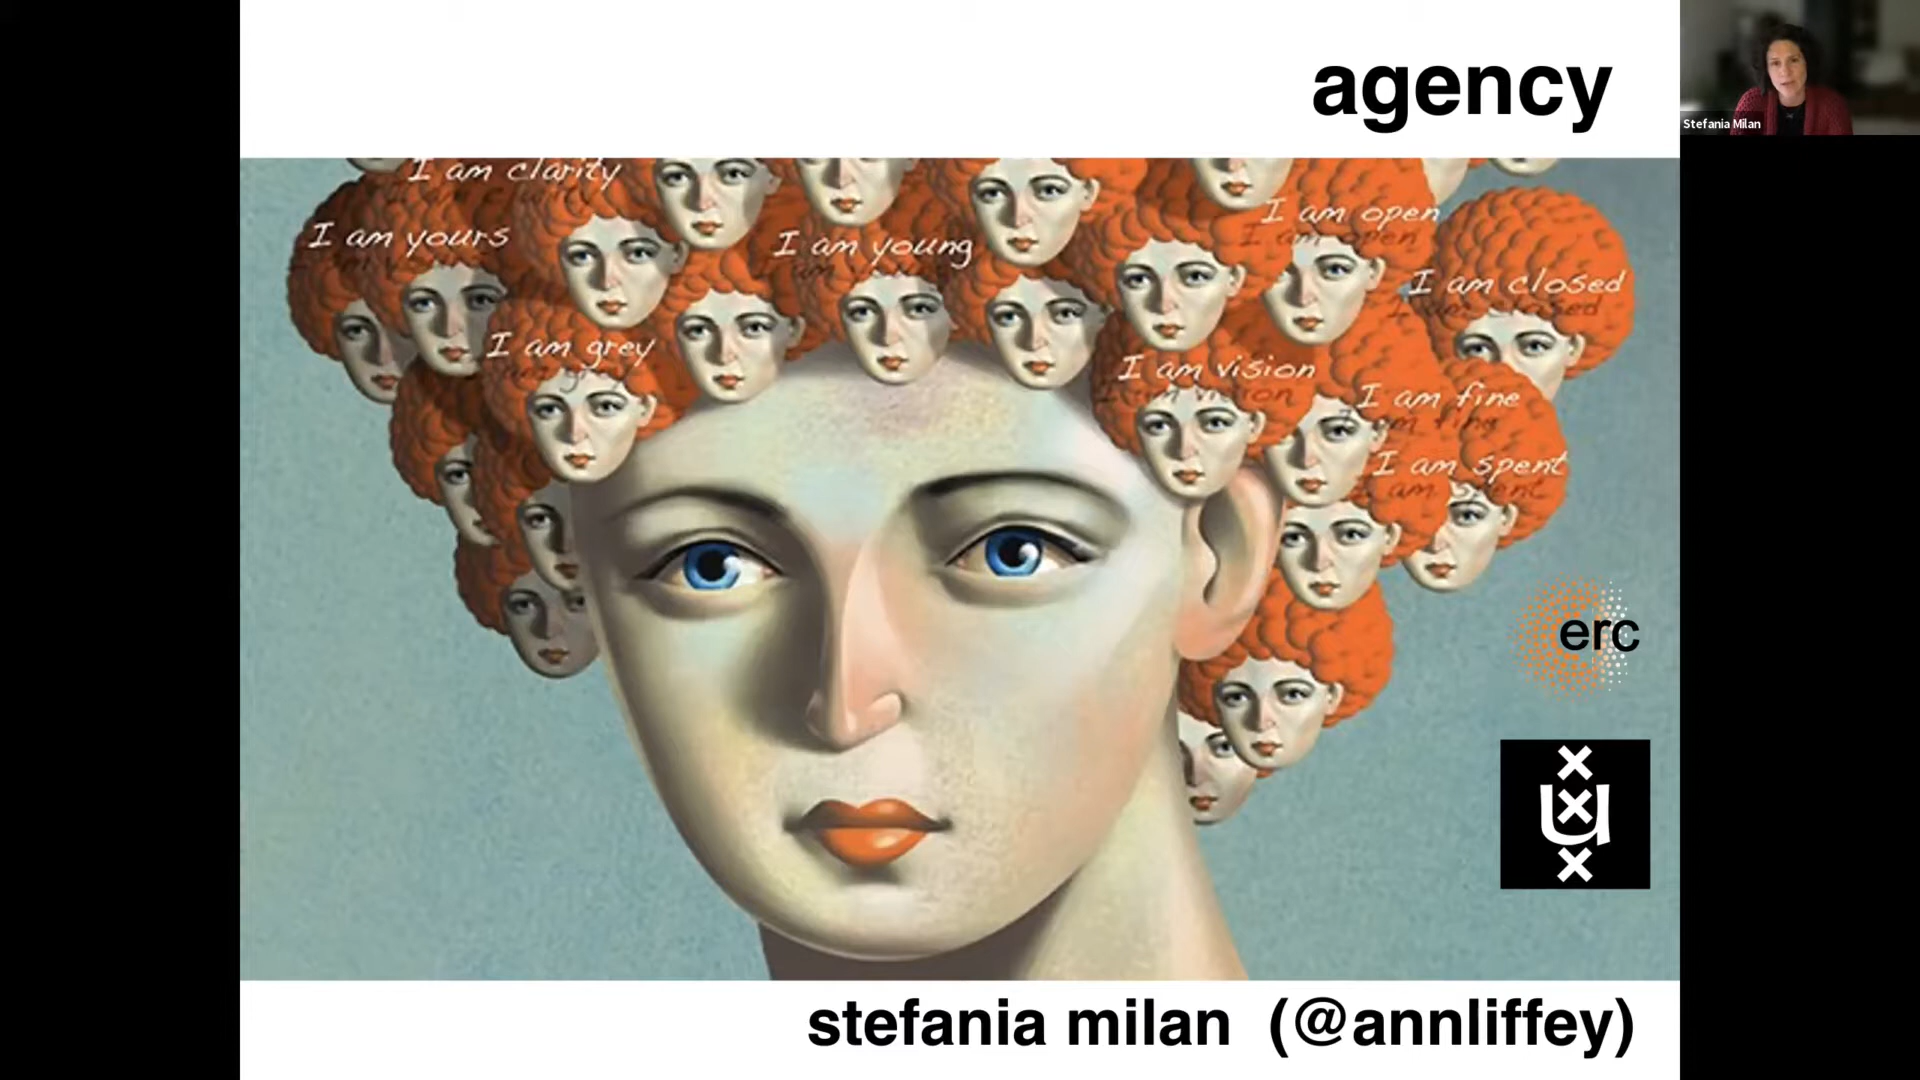 agency
Stefania Milan
I am clarity
I am yours
I am young
I am open
I am closed
I am grey
I am vision
I am fine
I am spent
erc
stefania milan (@annliffey)